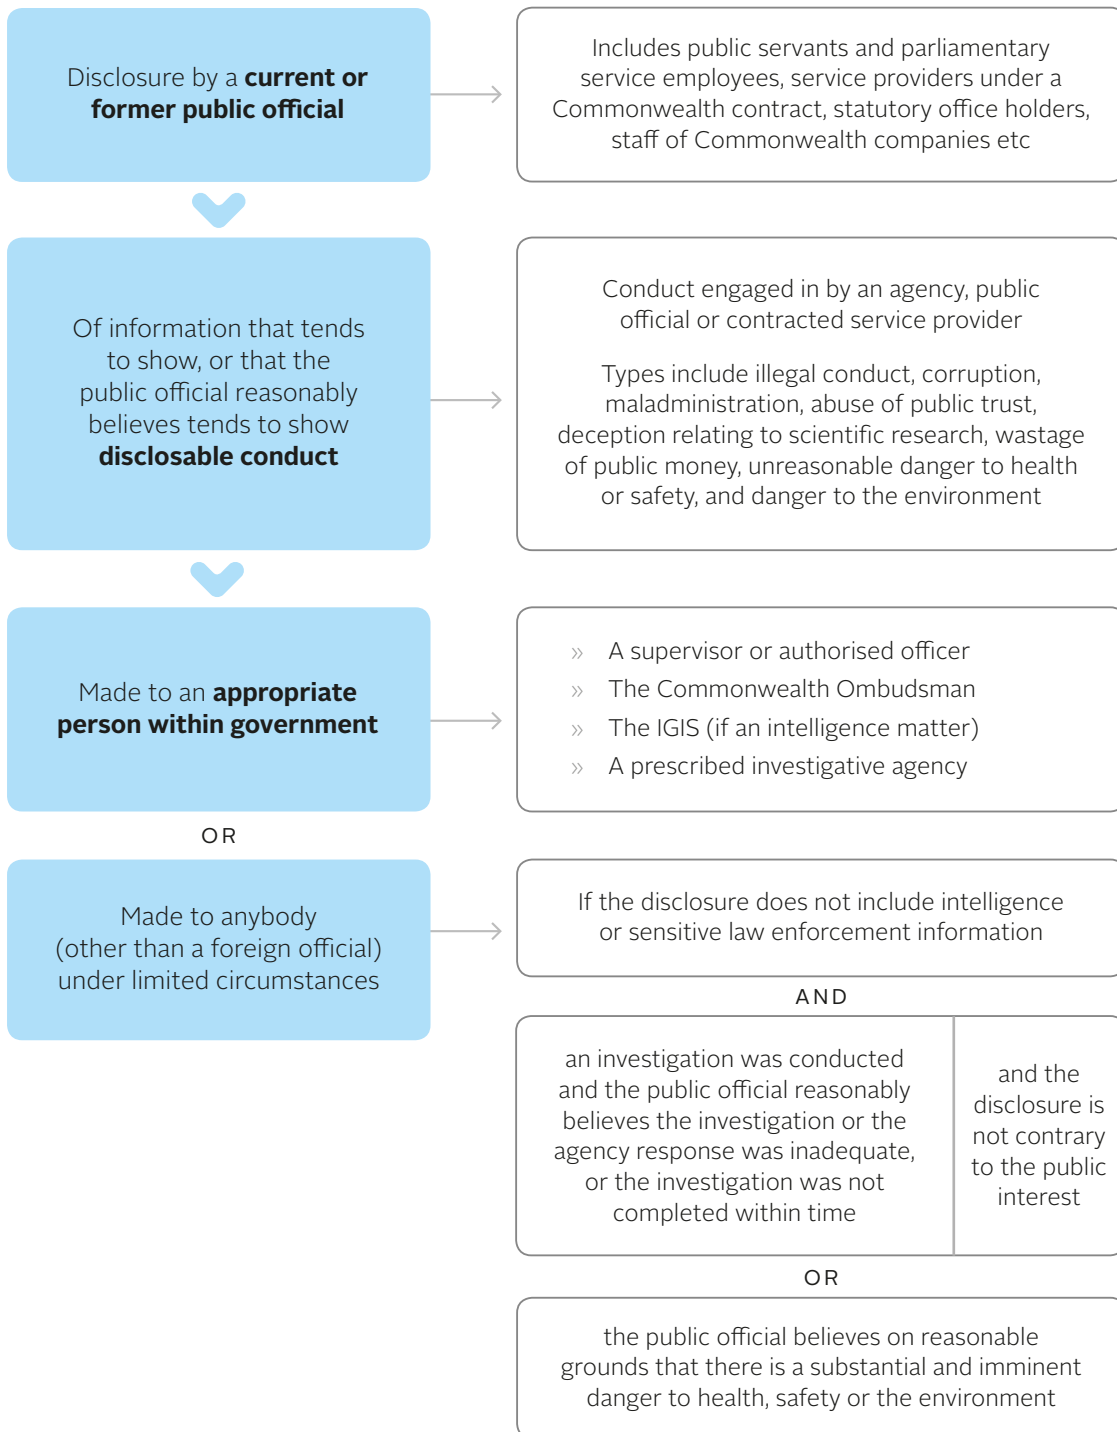 Disclosure by a current or
former public official
Includes public servants and parliamentary
service employees, service providers under a
Commonwealth contract, statutory office holders,
staff of Commonwealth companies etc
Of information that tends
to show, or that the
public official reasonably
believes tends to show
disclosable conduct
Conduct engaged in by an agency, public
official or contracted service provider
Types include illegal conduct, corruption,
maladministration, abuse of public trust,
deception relating to scientific research, wastage
of public money, unreasonable danger to health
or safety, and danger to the environment
Made to an appropriate
person within government
» A supervisor or authorised officer
» The Commonwealth Ombudsman
» The IGIS (if an intelligence matter)
» A prescribed investigative agency
OR
Made to anybody
(other than a foreign official)
under limited circumstances
If the disclosure does not include intelligence
or sensitive law enforcement information
AND
an investigation was conducted
and the public official reasonably
believes the investigation or the
agency response was inadequate,
or the investigation was not
completed within time
and the
disclosure is
not contrary
to the public
interest
OR
the public official believes on reasonable
grounds that there is a substantial and imminent
danger to health, safety or the environment